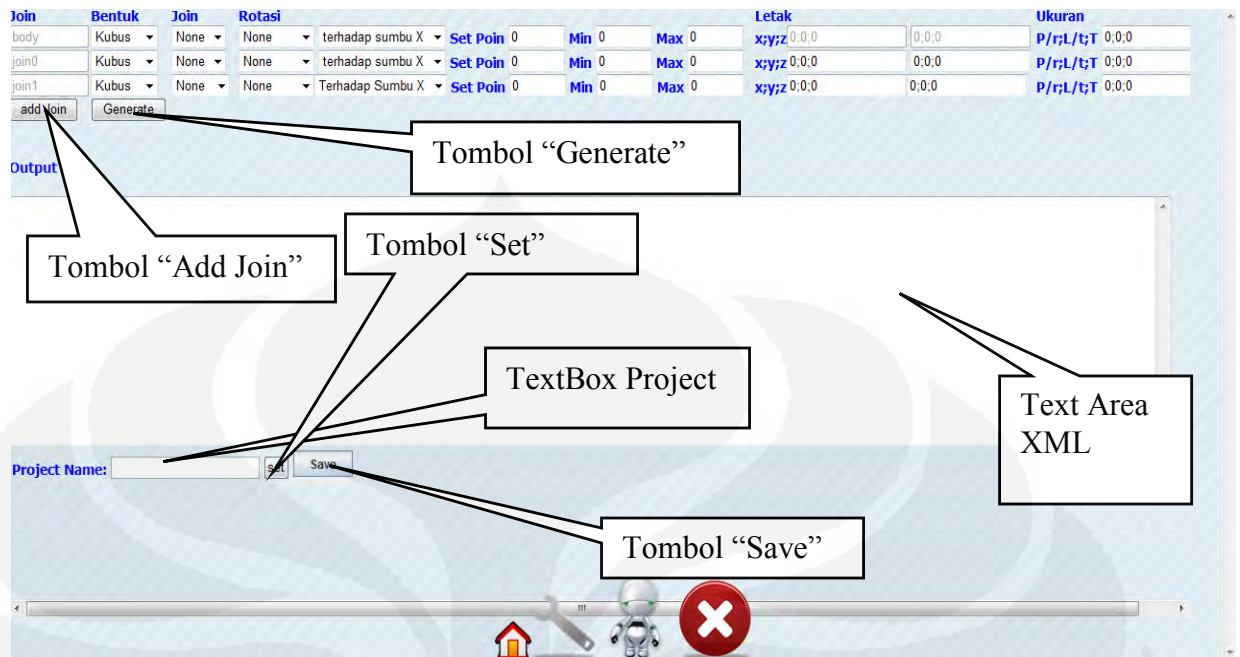 Join Bentuk Join Rotasi Letak Ukuran
body Kubus None None terhadap sumbu X Set Poin 0 Min 0 Max 0 x;y;z 0;0;0 0;0;0 P/r;L/t;T 0;0;0
join0 Kubus None None terhadap sumbu X Set Poin 0 Min 0 Max 0 x;y;z 0;0;0 0;0;0 P/r;L/t;T 0;0;0
join1 Kubus None None Terhadap Sumbu X Set Poin 0 Min 0 Max 0 x;y;z 0;0;0 0;0;0 P/r;L/t;T 0;0;0
add Join Generate
Tombol “Generate”
Output
Tombol “Set”
Tombol “Add Join”
TextBox Project
Text Area
XML
Project Name: set Save
Tombol “Save”